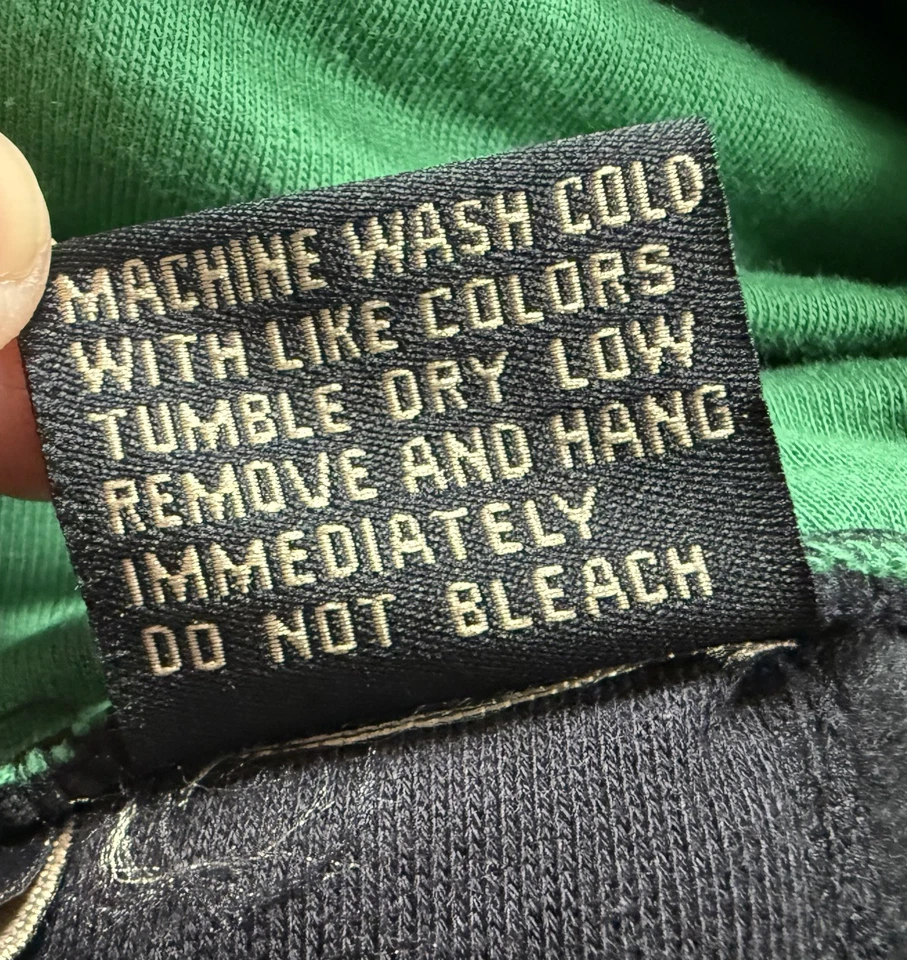 MACHINE WASH COLD
WITH LIKE COLORS
TUMBLE DRY LOW
REMOVE AND HANG
IMMEDIATELY
DO NOT BLEACH